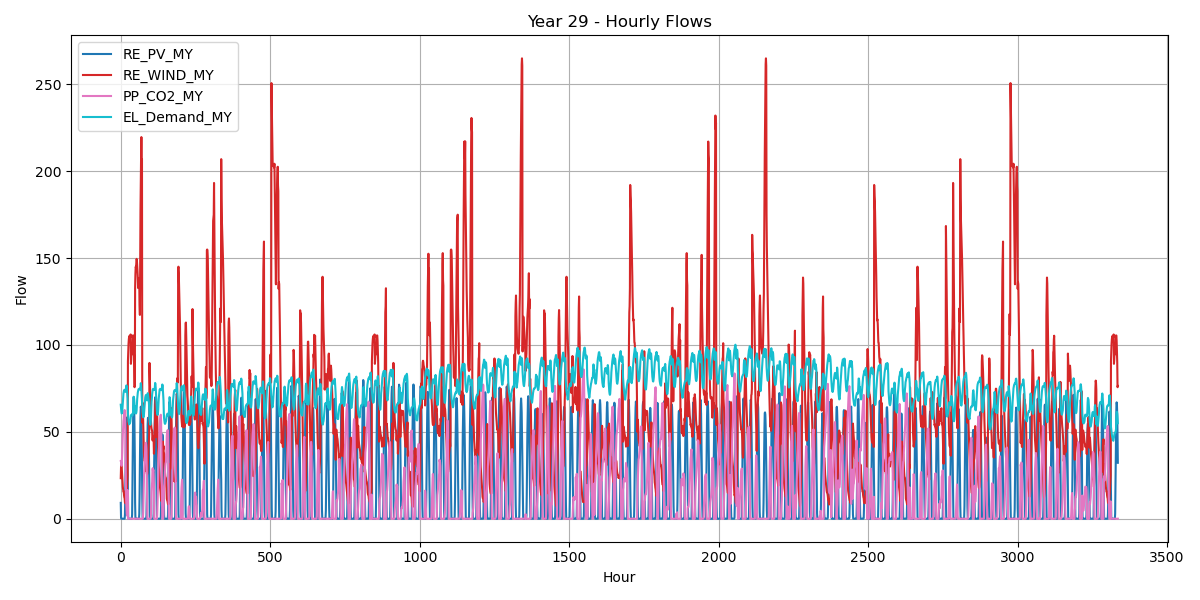 Year 29 - Hourly Flows
RE_PV_MY
RE_WIND_MY
PP_CO2_MY
EL_Demand_MY
Flow
250
200
150
100
50
0
0 500 1000 1500 2000 2500 3000 3500
Hour